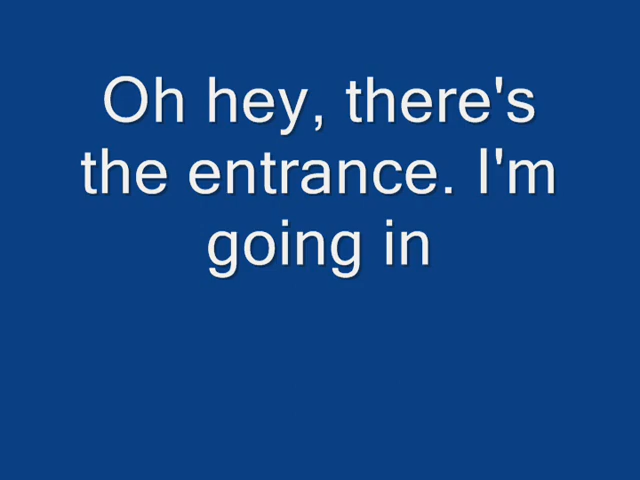 Oh hey, there's
the entrance. I'm
going in